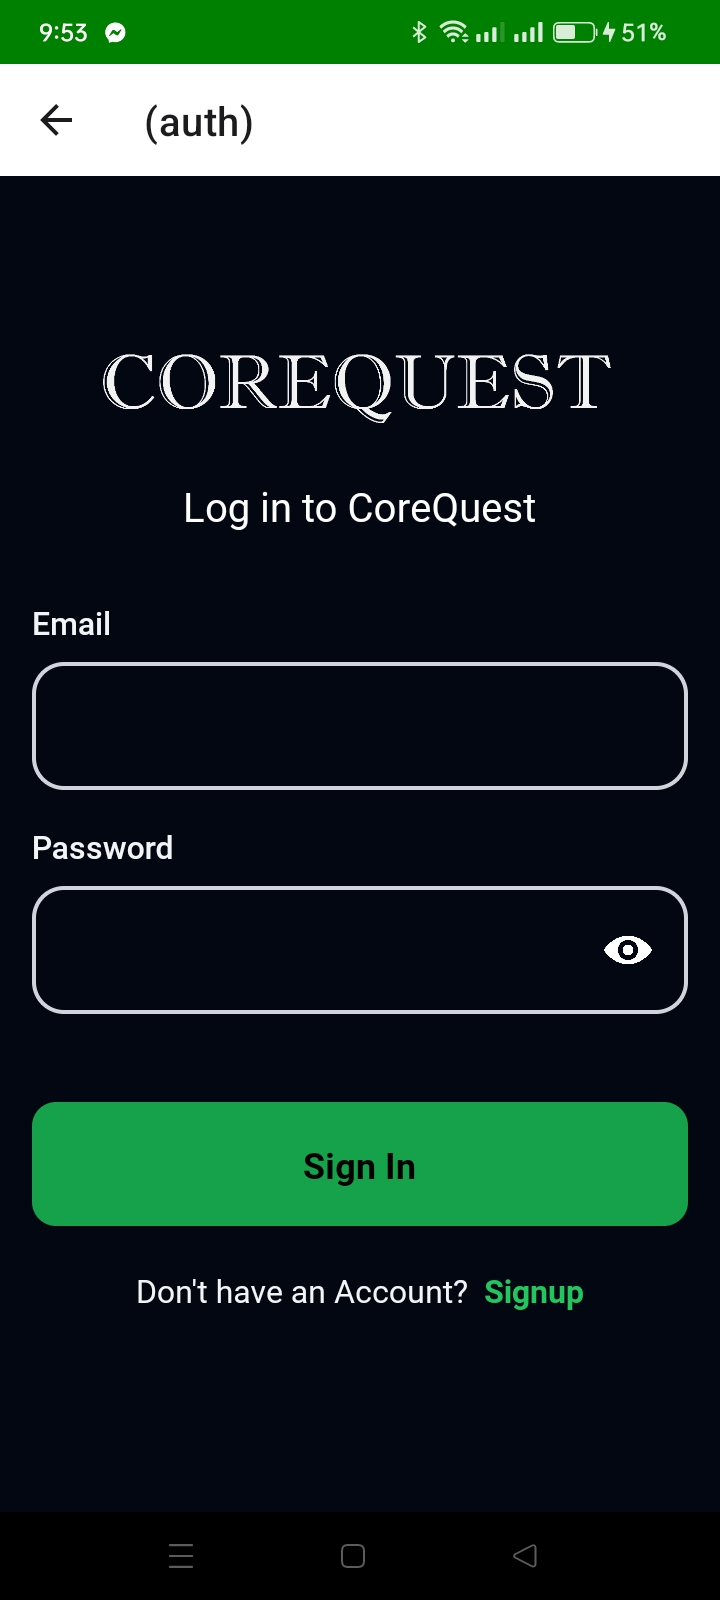 9:53 51%
(auth)
COREQUEST
Log in to CoreQuest
Email
Password
Sign In
Don't have an Account? Signup